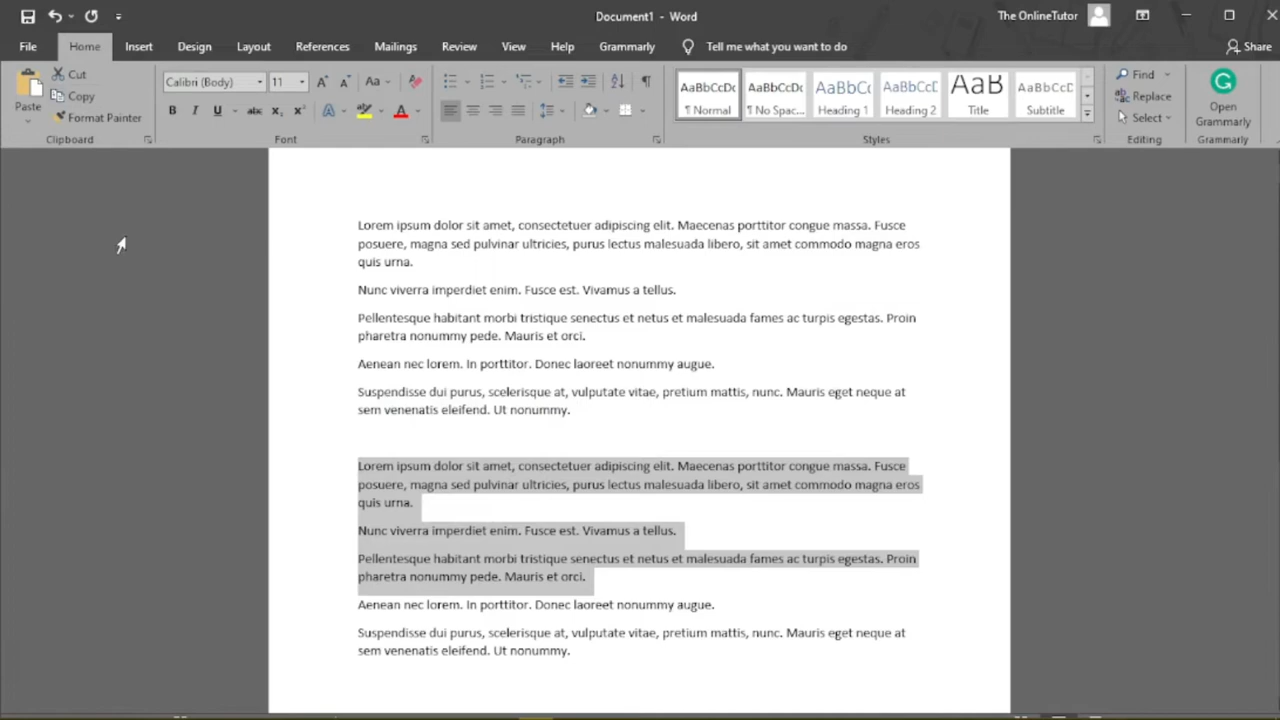 Document1 - Word
The OnlineTutor
File Home Insert Design Layout References Mailings Review View Help Grammarly Tell me what you want to do Share
Paste
Cut
Copy
Format Painter
Clipboard
Calibri (Body) 11
Aa
B I U abc x₂ x²
A A
Font
Paragraph
AaBbCcDc AaBbCcDc AaBbCc AaBbCcD AaB AaBbCcD
¶ Normal ¶ No Spac... Heading 1 Heading 2 Title Subtitle
Styles
Find
Replace
Select
Editing
Open
Grammarly
Grammarly
Lorem ipsum dolor sit amet, consectetuer adipiscing elit. Maecenas porttitor congue massa. Fusce
posuere, magna sed pulvinar ultricies, purus lectus malesuada libero, sit amet commodo magna eros
quis urna.
Nunc viverra imperdiet enim. Fusce est. Vivamus a tellus.
Pellentesque habitant morbi tristique senectus et netus et malesuada fames ac turpis egestas. Proin
pharetra nonummy pede. Mauris et orci.
Aenean nec lorem. In porttitor. Donec laoreet nonummy augue.
Suspendisse dui purus, scelerisque at, vulputate vitae, pretium mattis, nunc. Mauris eget neque at
sem venenatis eleifend. Ut nonummy.
Lorem ipsum dolor sit amet, consectetuer adipiscing elit. Maecenas porttitor congue massa. Fusce
posuere, magna sed pulvinar ultricies, purus lectus malesuada libero, sit amet commodo magna eros
quis urna.
Nunc viverra imperdiet enim. Fusce est. Vivamus a tellus.
Pellentesque habitant morbi tristique senectus et netus et malesuada fames ac turpis egestas. Proin
pharetra nonummy pede. Mauris et orci.
Aenean nec lorem. In porttitor. Donec laoreet nonummy augue.
Suspendisse dui purus, scelerisque at, vulputate vitae, pretium mattis, nunc. Mauris eget neque at
sem venenatis eleifend. Ut nonummy.